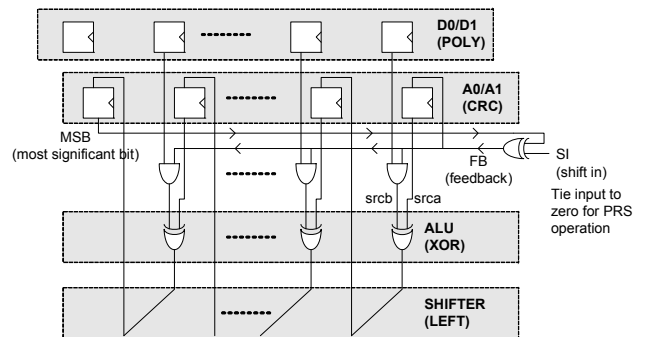 D0/D1
(POLY)
A0/A1
(CRC)
MSB
(most significant bit)
FB
(feedback)
SI
(shift in)
Tie input to
zero for PRS
operation
srcb
srca
ALU
(XOR)
SHIFTER
(LEFT)